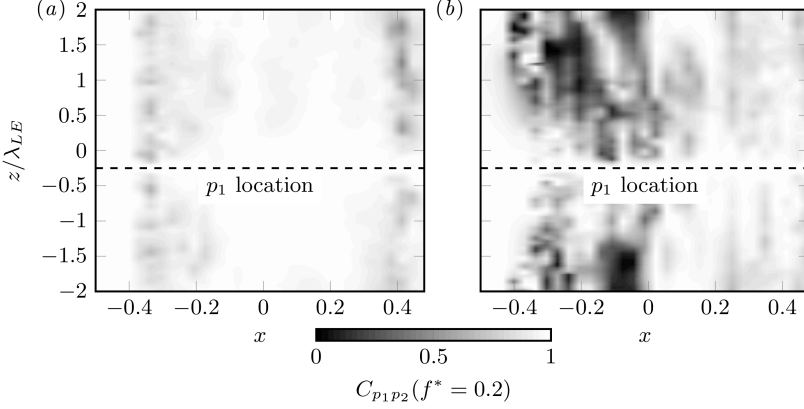 (a)
(b)
2
1.5
1
0.5
0
−0.5
−1
−1.5
−2
z/λ_LE
p₁ location
p₁ location
−0.4 −0.2 0 0.2 0.4
−0.4 −0.2 0 0.2 0.4
x
x
0 0.5 1
C_{p₁p₂}(f* = 0.2)